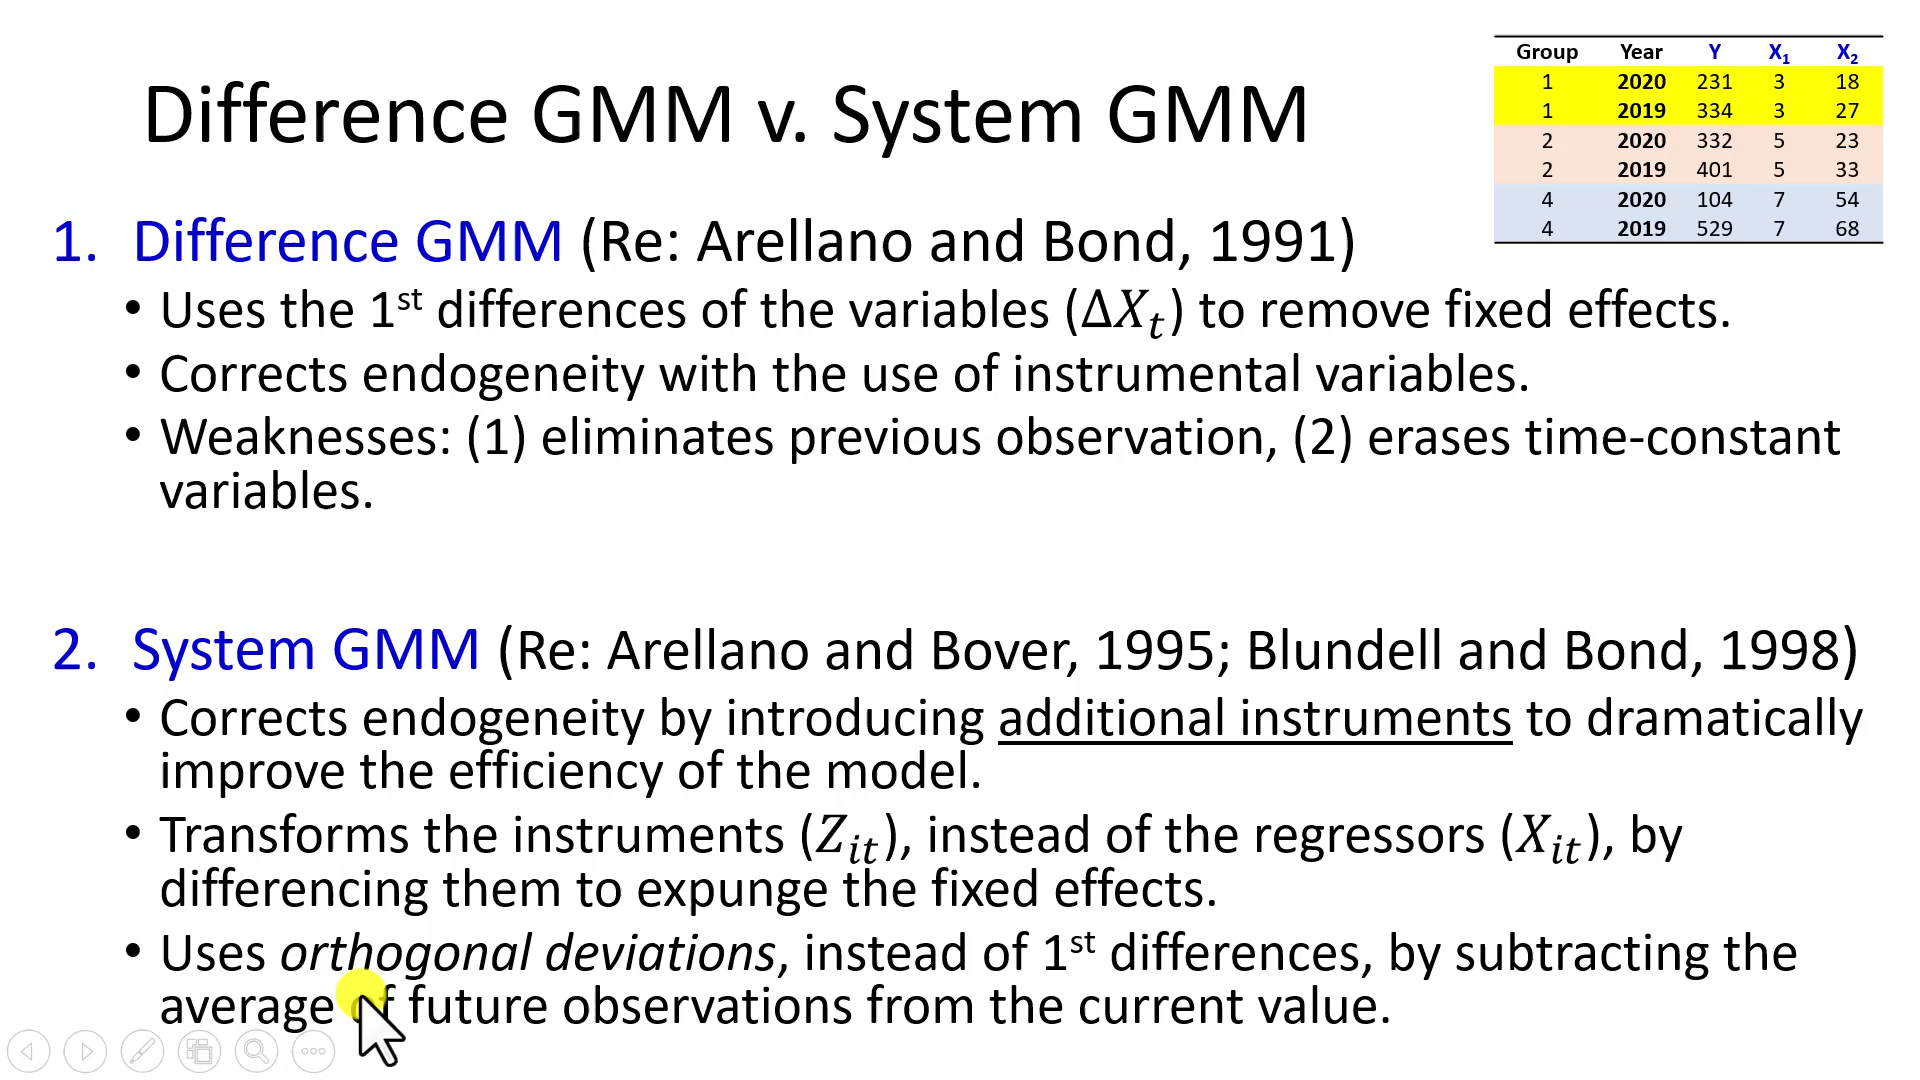 Difference GMM v. System GMM
Group Year Y X₁ X₂
1 2020 231 3 18
1 2019 334 3 27
2 2020 332 5 23
2 2019 401 5 33
4 2020 104 7 54
4 2019 529 7 68
1. Difference GMM (Re: Arellano and Bond, 1991)
• Uses the 1st differences of the variables (ΔXₜ) to remove fixed effects.
• Corrects endogeneity with the use of instrumental variables.
• Weaknesses: (1) eliminates previous observation, (2) erases time-constant
variables.
2. System GMM (Re: Arellano and Bover, 1995; Blundell and Bond, 1998)
• Corrects endogeneity by introducing additional instruments to dramatically
improve the efficiency of the model.
• Transforms the instruments (Zᵢₜ), instead of the regressors (Xᵢₜ), by
differencing them to expunge the fixed effects.
• Uses orthogonal deviations, instead of 1st differences, by subtracting the
average of future observations from the current value.